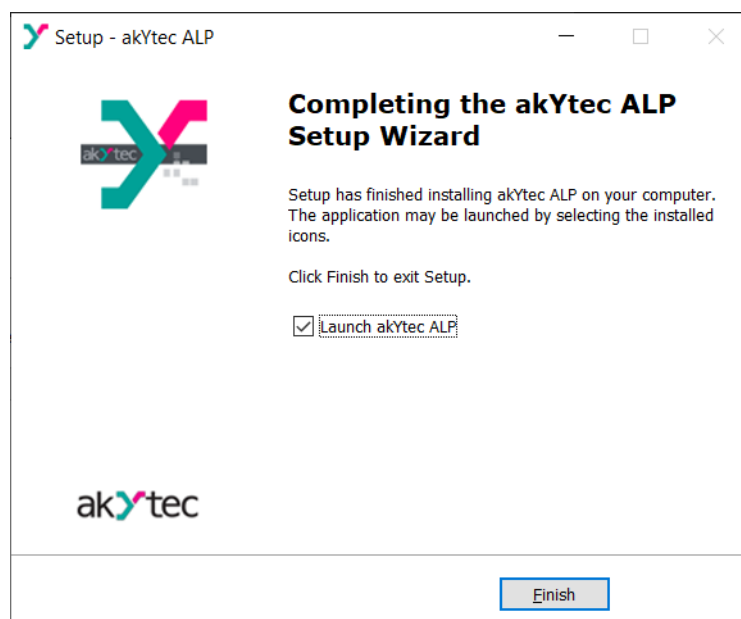 Setup - akYtec ALP
akYtec
Completing the akYtec ALP
Setup Wizard
Setup has finished installing akYtec ALP on your computer.
The application may be launched by selecting the installed
icons.
Click Finish to exit Setup.
Launch akYtec ALP
akYtec
Finish